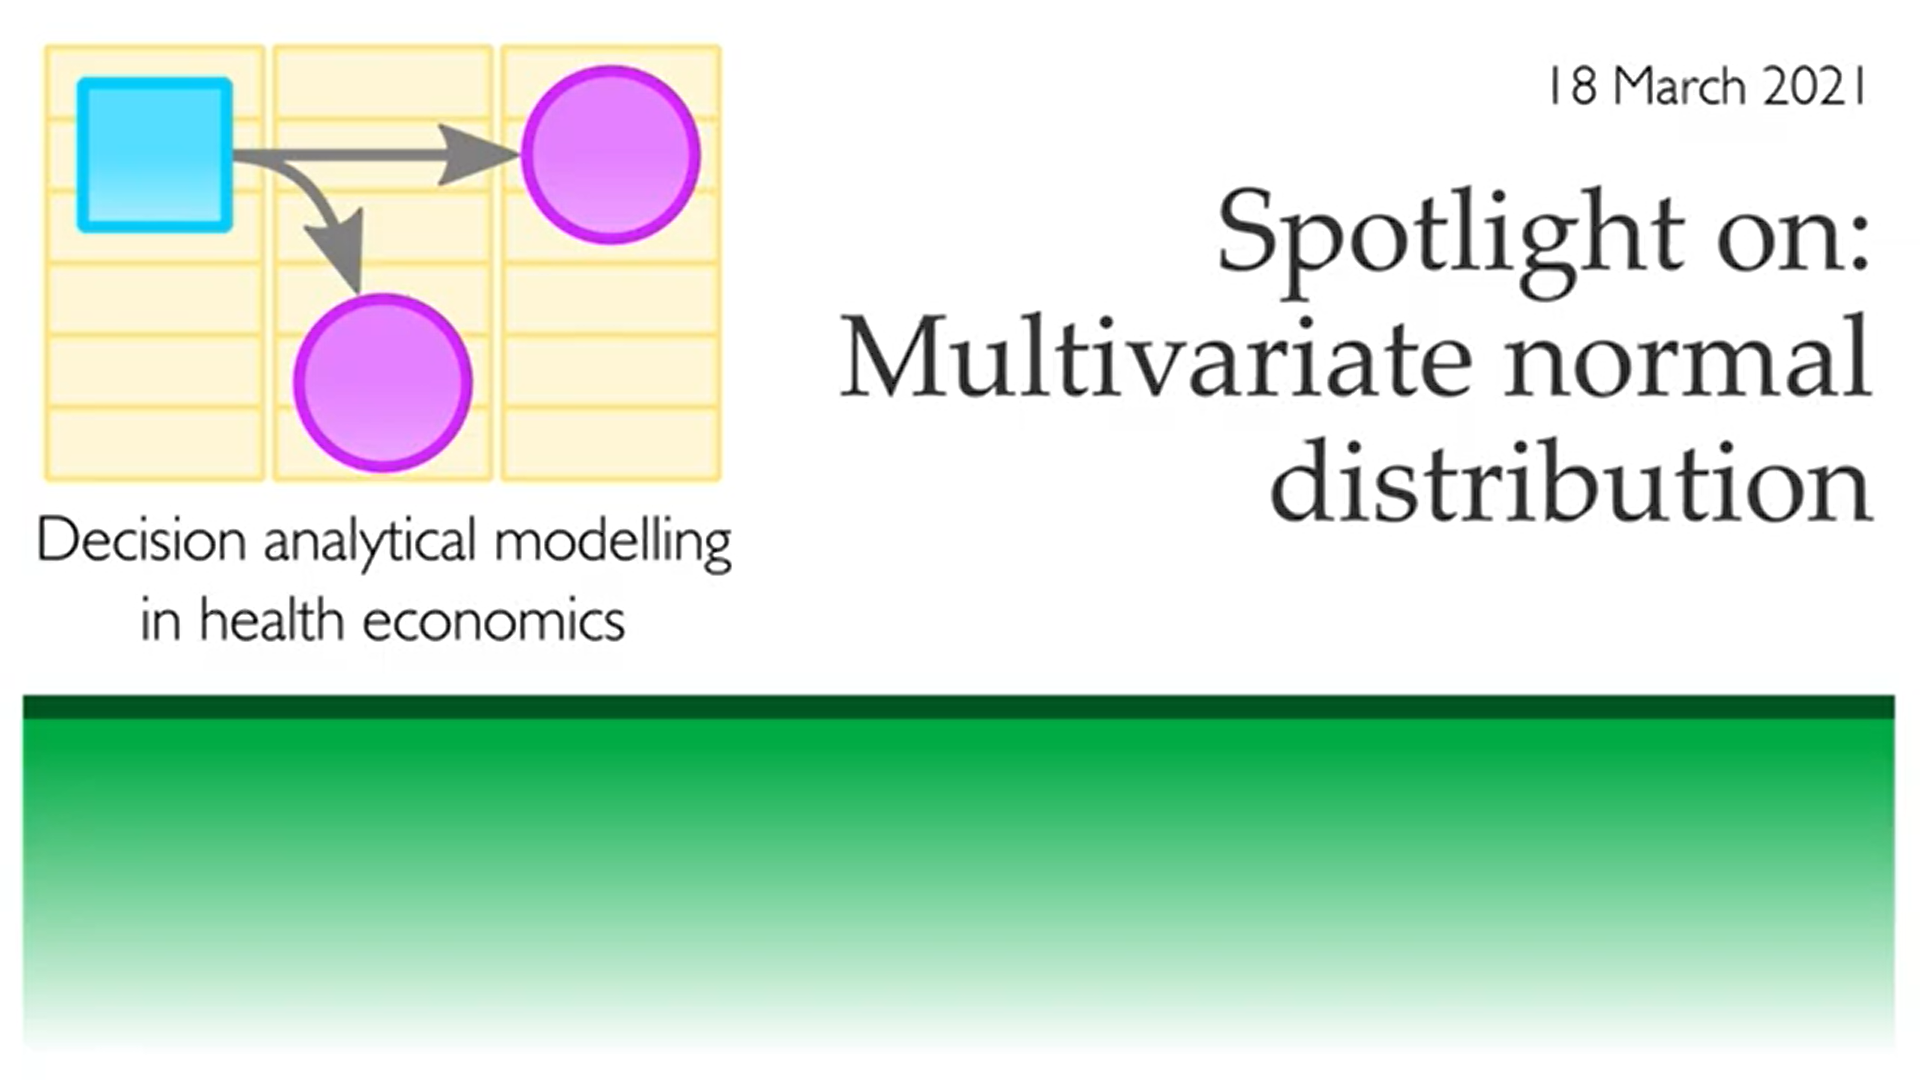 18 March 2021
Spotlight on:
Multivariate normal
distribution
Decision analytical modelling
in health economics